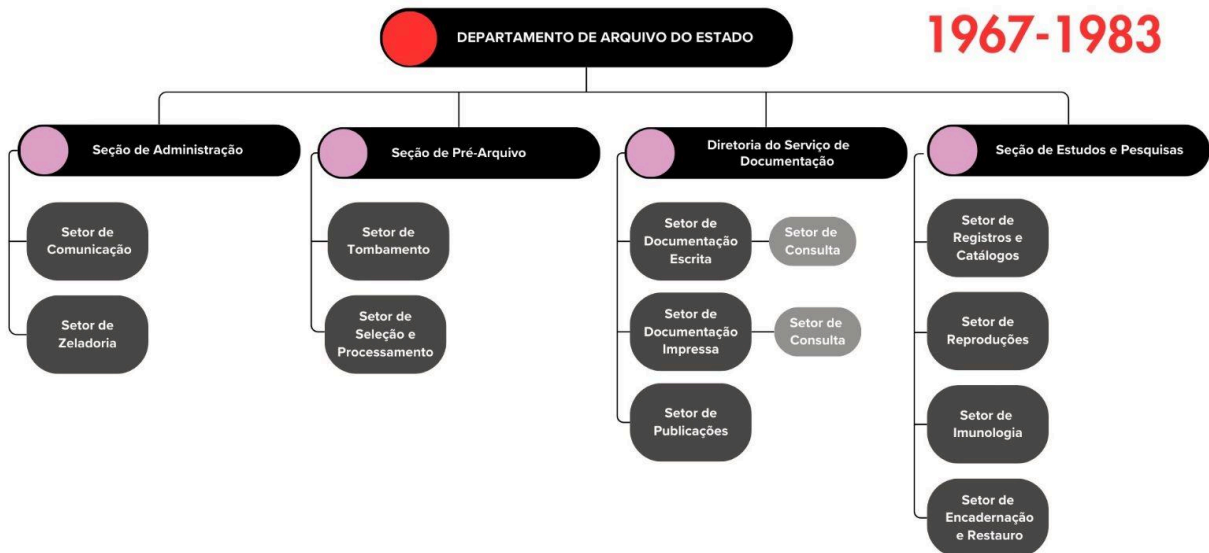 DEPARTAMENTO DE ARQUIVO DO ESTADO
1967-1983
Seção de Administração
Setor de
Comunicação
Setor de
Zeladoria
Seção de Pré-Arquivo
Setor de
Tombamento
Setor de
Seleção e
Processamento
Diretoria do Serviço de
Documentação
Setor de
Documentação
Escrita
Setor de
Consulta
Setor de
Documentação
Impressa
Setor de
Consulta
Setor de
Publicações
Seção de Estudos e Pesquisas
Setor de
Registros e
Catálogos
Setor de
Reproduções
Setor de
Imunologia
Setor de
Encadernação
e Restauro